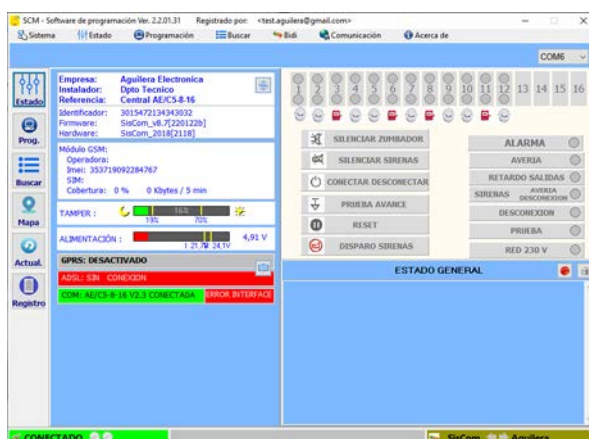 SCM - Software de programación Ver. 2.2.01.31 Registrado por: <test.aguilera@gmail.com>
Sistema Estado Programación Buscar Bidi Comunicación Acerca de
COM6
Estado
Prog.
Buscar
Mapa
Actual.
Registro
Empresa: Aguilera Electronica
Instalador: Dpto Tecnico
Referencia: Central AE/C5-8-16
Identificador: 3015472134343032
Firmware: SisCom_v8.7[220122b]
Hardware: SisCom_2018[2118]
Módulo GSM:
Operadora:
Imei: 353719092284767
SIM:
Cobertura: 0 % 0 Kbytes / 5 min
TAMPER : 16%
13% 70%
ALIMENTACIÓN : 4,91 V
24,1V
GPRS: DESACTIVADO
ADSL: SIN CONEXION
COM: AE/C5-8-16 V2.3 CONECTADA ERROR INTERFACE
1 2 3 4 5 6 7 8 9 10 11 12 13 14 15 16
SILENCIAR ZUMBADOR
SILENCIAR SIRENAS
CONECTAR DESCONECTAR
PRUEBA AVANCE
RESET
DISPARO SIRENAS
ALARMA
AVERIA
RETARDO SALIDAS
SIRENAS AVERIA DESCONEXION
DESCONEXION
PRUEBA
RED 230 V
ESTADO GENERAL
CONECTADO
SisCom Aguilera